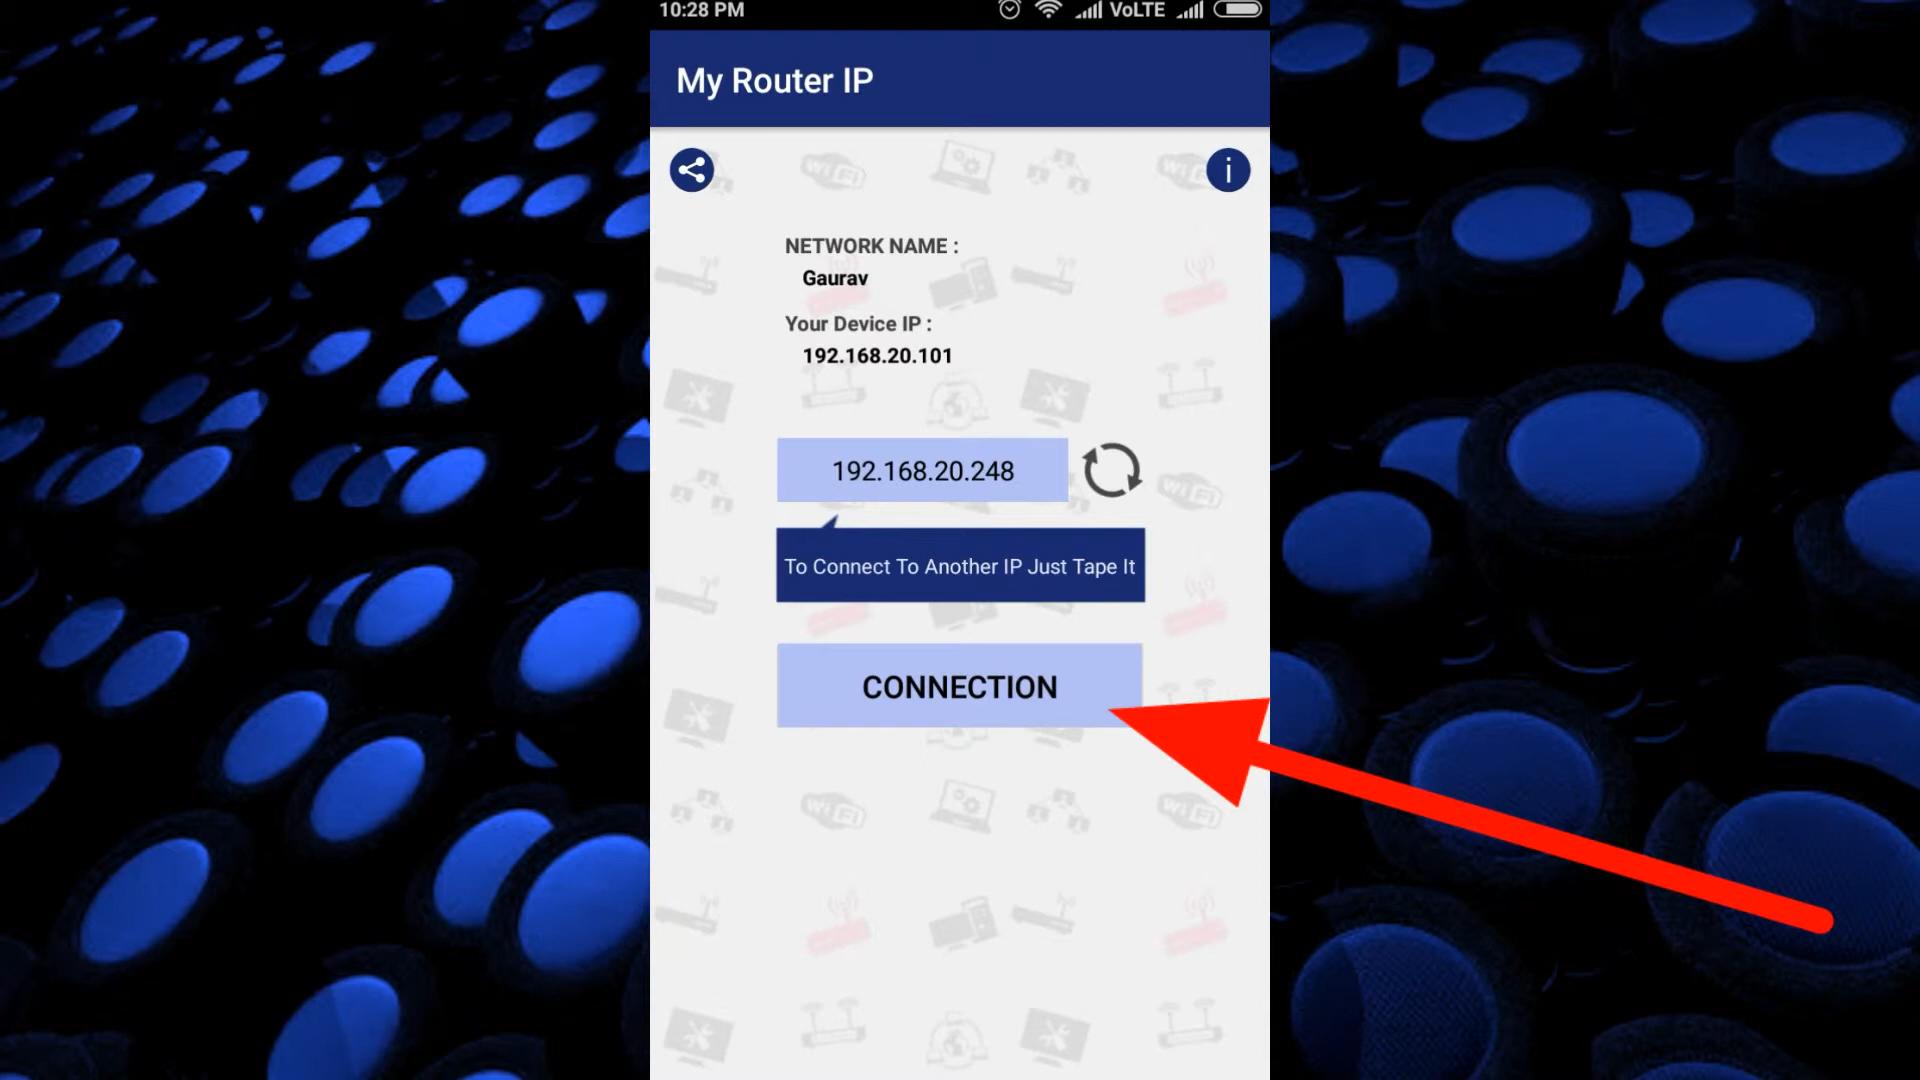 10:28 PM VoLTE
My Router IP
NETWORK NAME :
Gaurav
Your Device IP :
192.168.20.101
192.168.20.248
To Connect To Another IP Just Tape It
CONNECTION